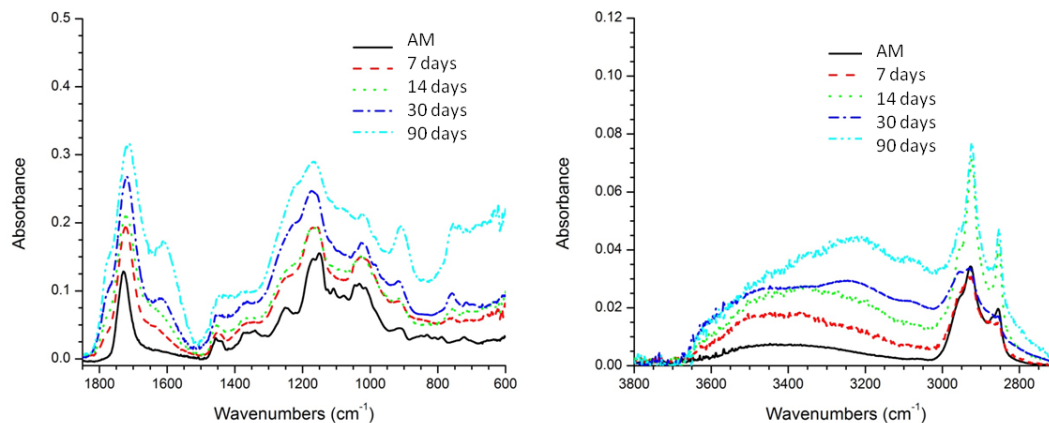 0.5
0.4
0.3
0.2
0.1
0.0
Absorbance
AM
7 days
14 days
30 days
90 days
1800 1600 1400 1200 1000 800 600
Wavenumbers (cm⁻¹)
0.12
0.10
0.08
0.06
0.04
0.02
0.00
Absorbance
AM
7 days
14 days
30 days
90 days
3800 3600 3400 3200 3000 2800
Wavenumbers (cm⁻¹)